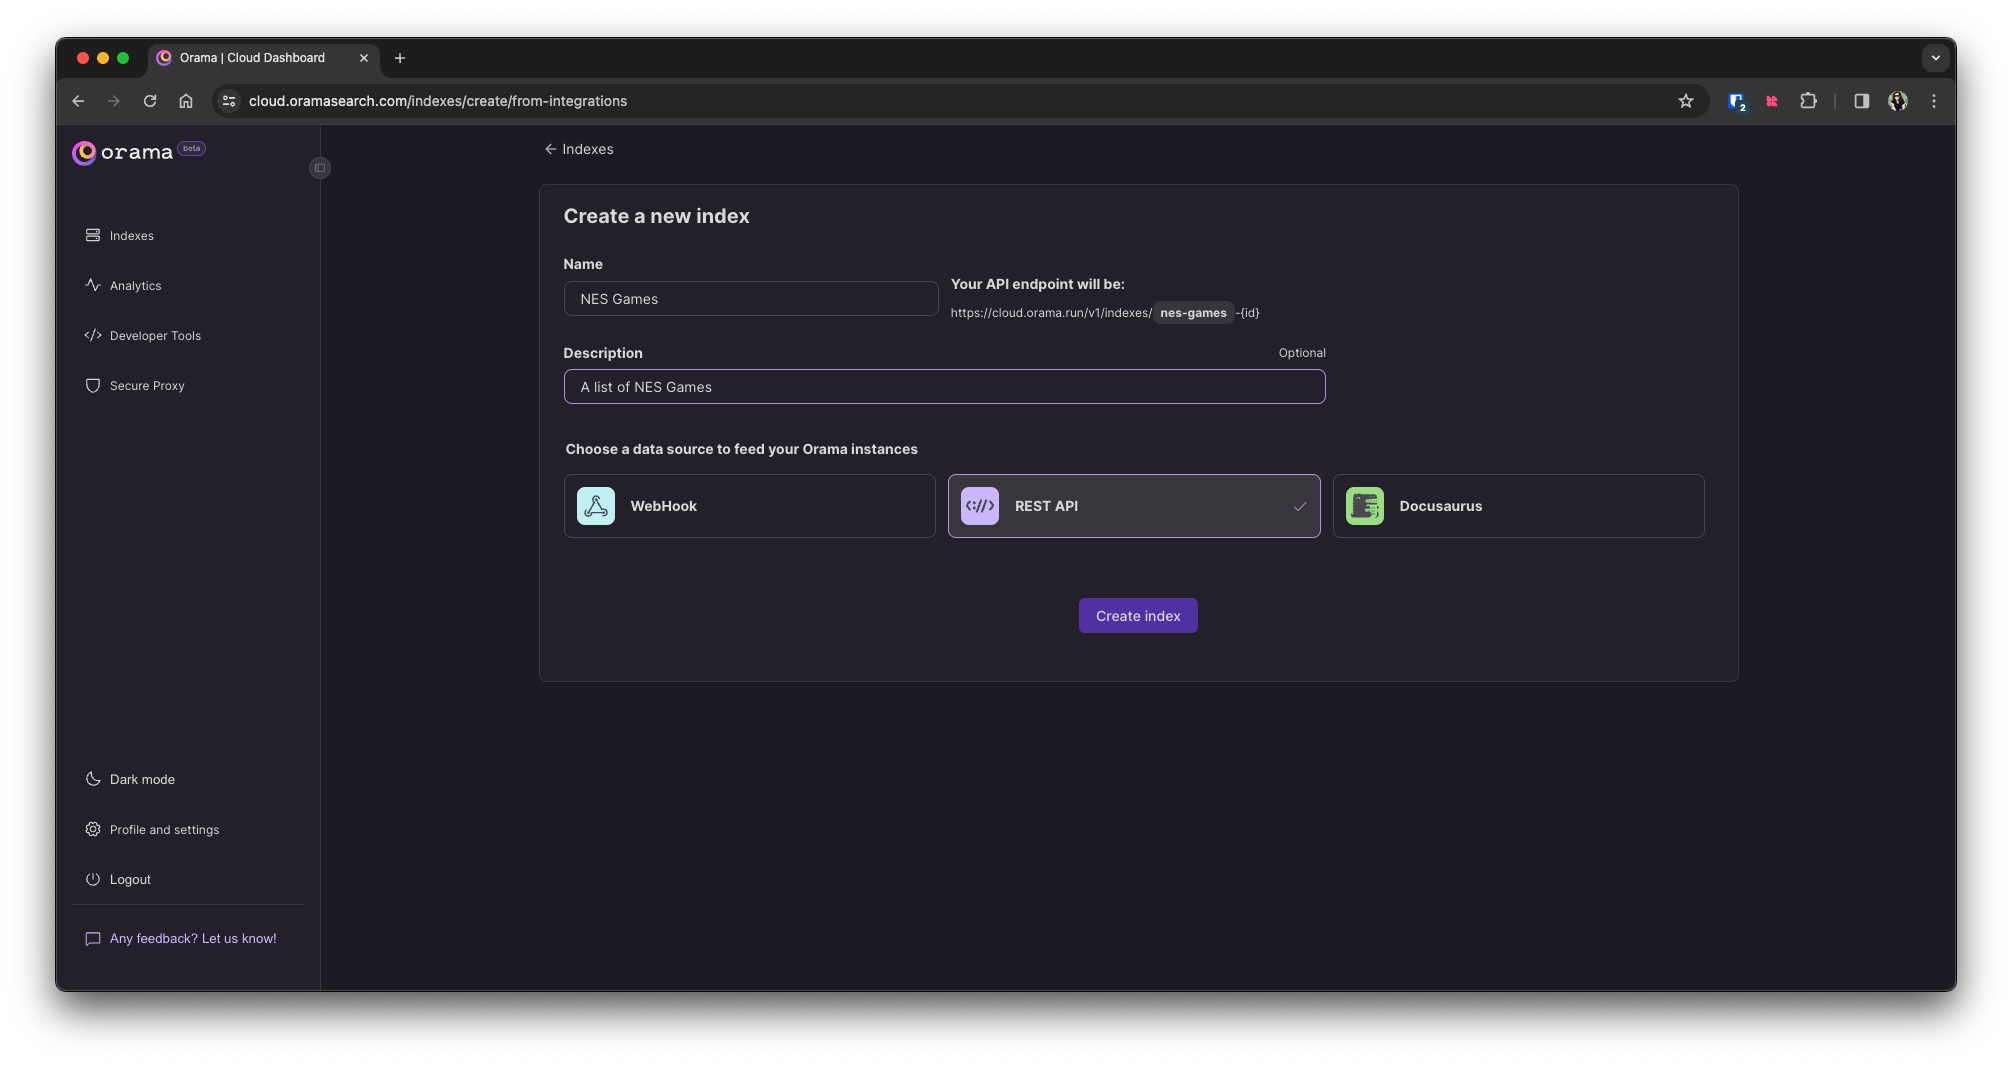 Orama | Cloud Dashboard
cloud.oramasearch.com/indexes/create/from-integrations
2
orama beta
Indexes
Analytics
Developer Tools
Secure Proxy
Dark mode
Profile and settings
Logout
Any feedback? Let us know!
← Indexes
Create a new index
Name
NES Games
Your API endpoint will be:
https://cloud.orama.run/v1/indexes/ nes-games -{id}
Description Optional
A list of NES Games
Choose a data source to feed your Orama instances
WebHook
<://> REST API
Docusaurus
Create index